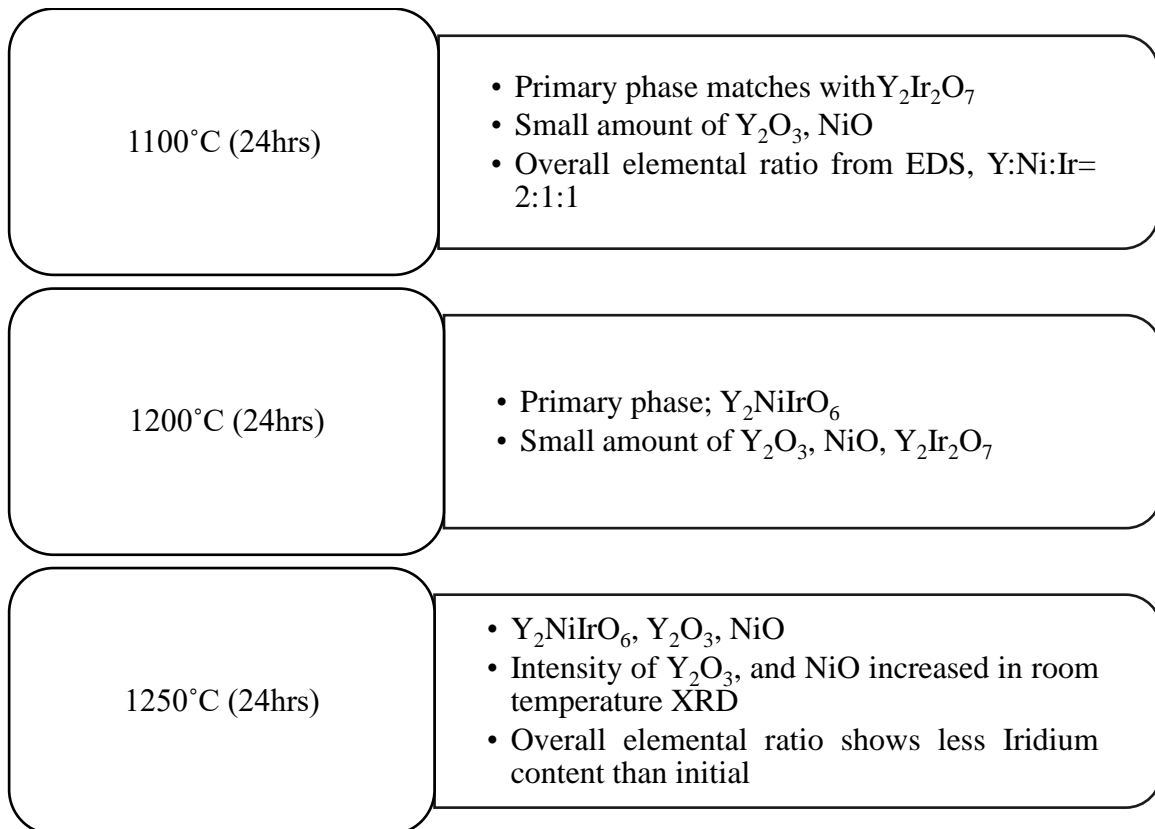 1100˚C (24hrs)
• Primary phase matches withY₂Ir₂O₇
• Small amount of Y₂O₃, NiO
• Overall elemental ratio from EDS, Y:Ni:Ir=
2:1:1
1200˚C (24hrs)
• Primary phase; Y₂NiIrO₆
• Small amount of Y₂O₃, NiO, Y₂Ir₂O₇
1250˚C (24hrs)
• Y₂NiIrO₆, Y₂O₃, NiO
• Intensity of Y₂O₃, and NiO increased in room
temperature XRD
• Overall elemental ratio shows less Iridium
content than initial